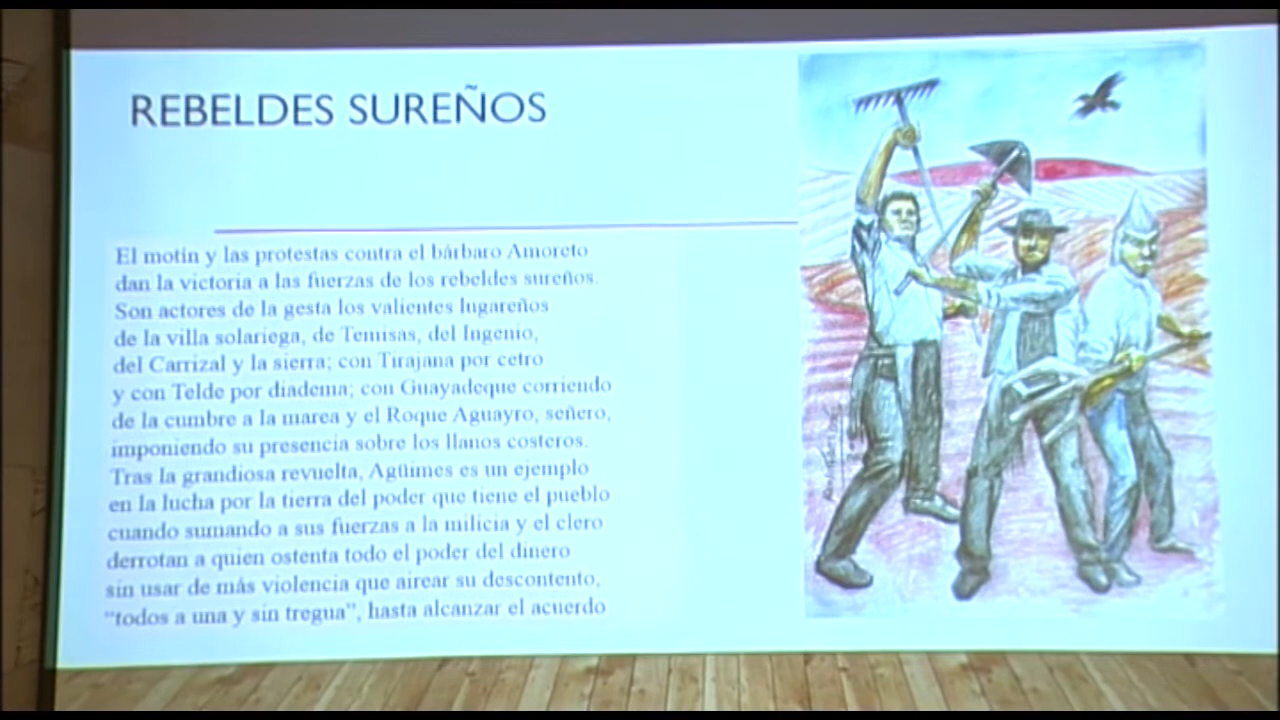 REBELDES SUREÑOS
El motín y las protestas contra el bárbaro Amoreto
dan la victoria a las fuerzas de los rebeldes sureños.
Son actores de la gesta los valientes lugareños
de la villa solariega, de Temisas, del Ingenio,
del Carrizal y la sierra; con Tirajana por cetro
y con Telde por diadema; con Guayadeque corriendo
de la cumbre a la marea y el Roque Aguayro, señero,
imponiendo su presencia sobre los llanos costeros.
Tras la grandiosa revuelta, Agüimes es un ejemplo
en la lucha por la tierra del poder que tiene el pueblo
cuando sumando a sus fuerzas a la milicia y el clero
derrotan a quien ostenta todo el poder del dinero
sin usar de más violencia que airear su descontento,
“todos a una y sin tregua”, hasta alcanzar el acuerdo